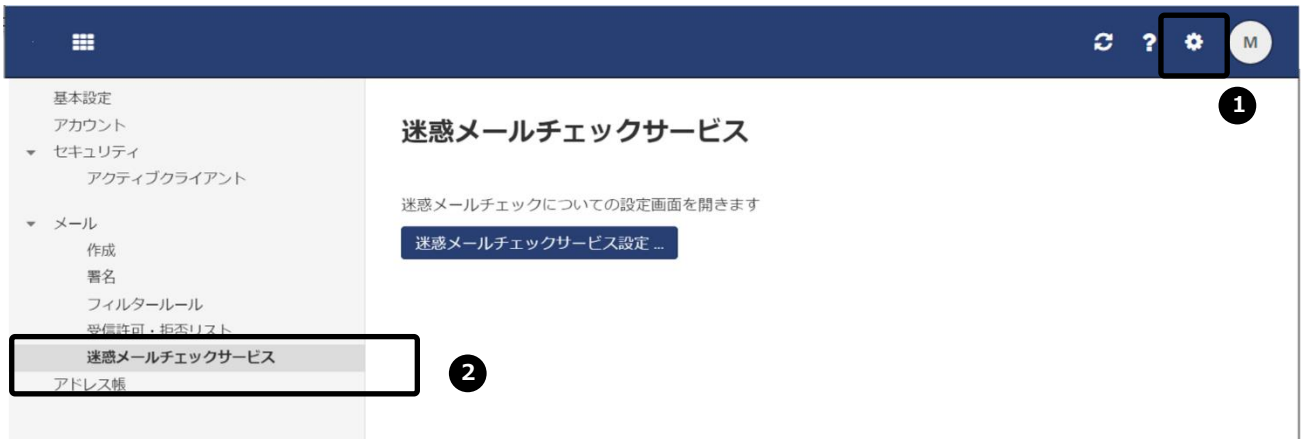 ? M
1
基本設定
アカウント
セキュリティ
アクティブクライアント
メール
作成
署名
フィルタールール
受信許可・拒否リスト
迷惑メールチェックサービス
アドレス帳
2
迷惑メールチェックサービス
迷惑メールチェックについての設定画面を開きます
迷惑メールチェックサービス設定 ...